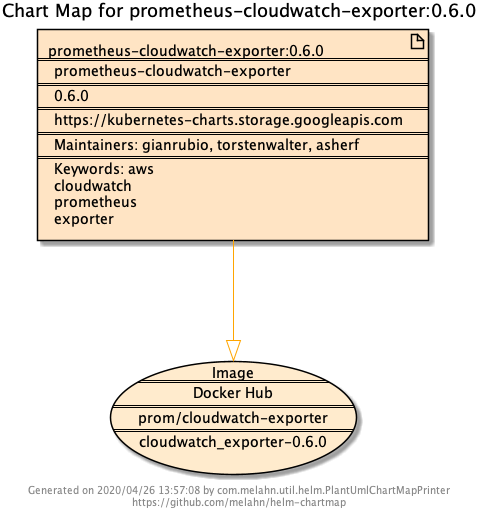 Chart Map for prometheus-cloudwatch-exporter:0.6.0
prometheus-cloudwatch-exporter:0.6.0
prometheus-cloudwatch-exporter
0.6.0
https://kubernetes-charts.storage.googleapis.com
Maintainers: gianrubio, torstenwalter, asherf
Keywords: aws
cloudwatch
prometheus
exporter
Image
Docker Hub
prom/cloudwatch-exporter
cloudwatch_exporter-0.6.0
Generated on 2020/04/26 13:57:08 by com.melahn.util.helm.PlantUmlChartMapPrinter
https://github.com/melahn/helm-chartmap